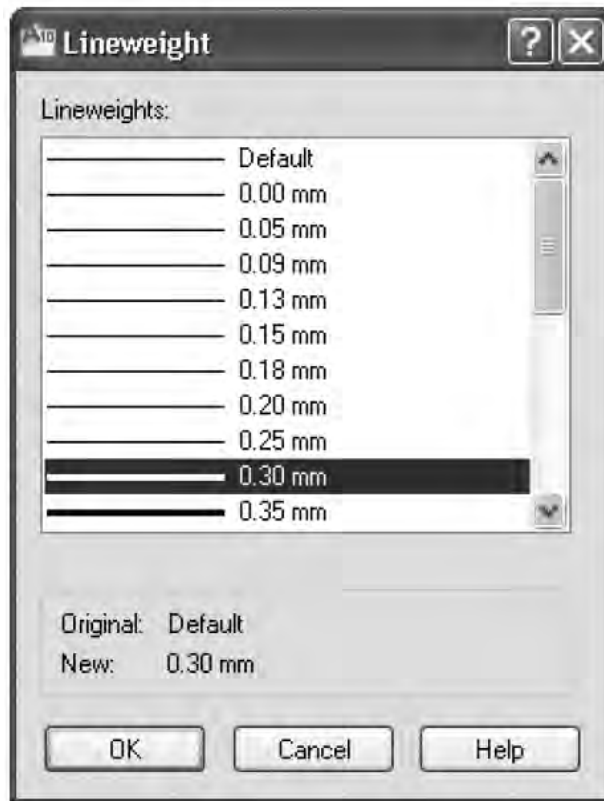 Lineweight
Lineweights:
Default
0.00 mm
0.05 mm
0.09 mm
0.13 mm
0.15 mm
0.18 mm
0.20 mm
0.25 mm
0.30 mm
0.35 mm
Original: Default
New: 0.30 mm
OK Cancel Help